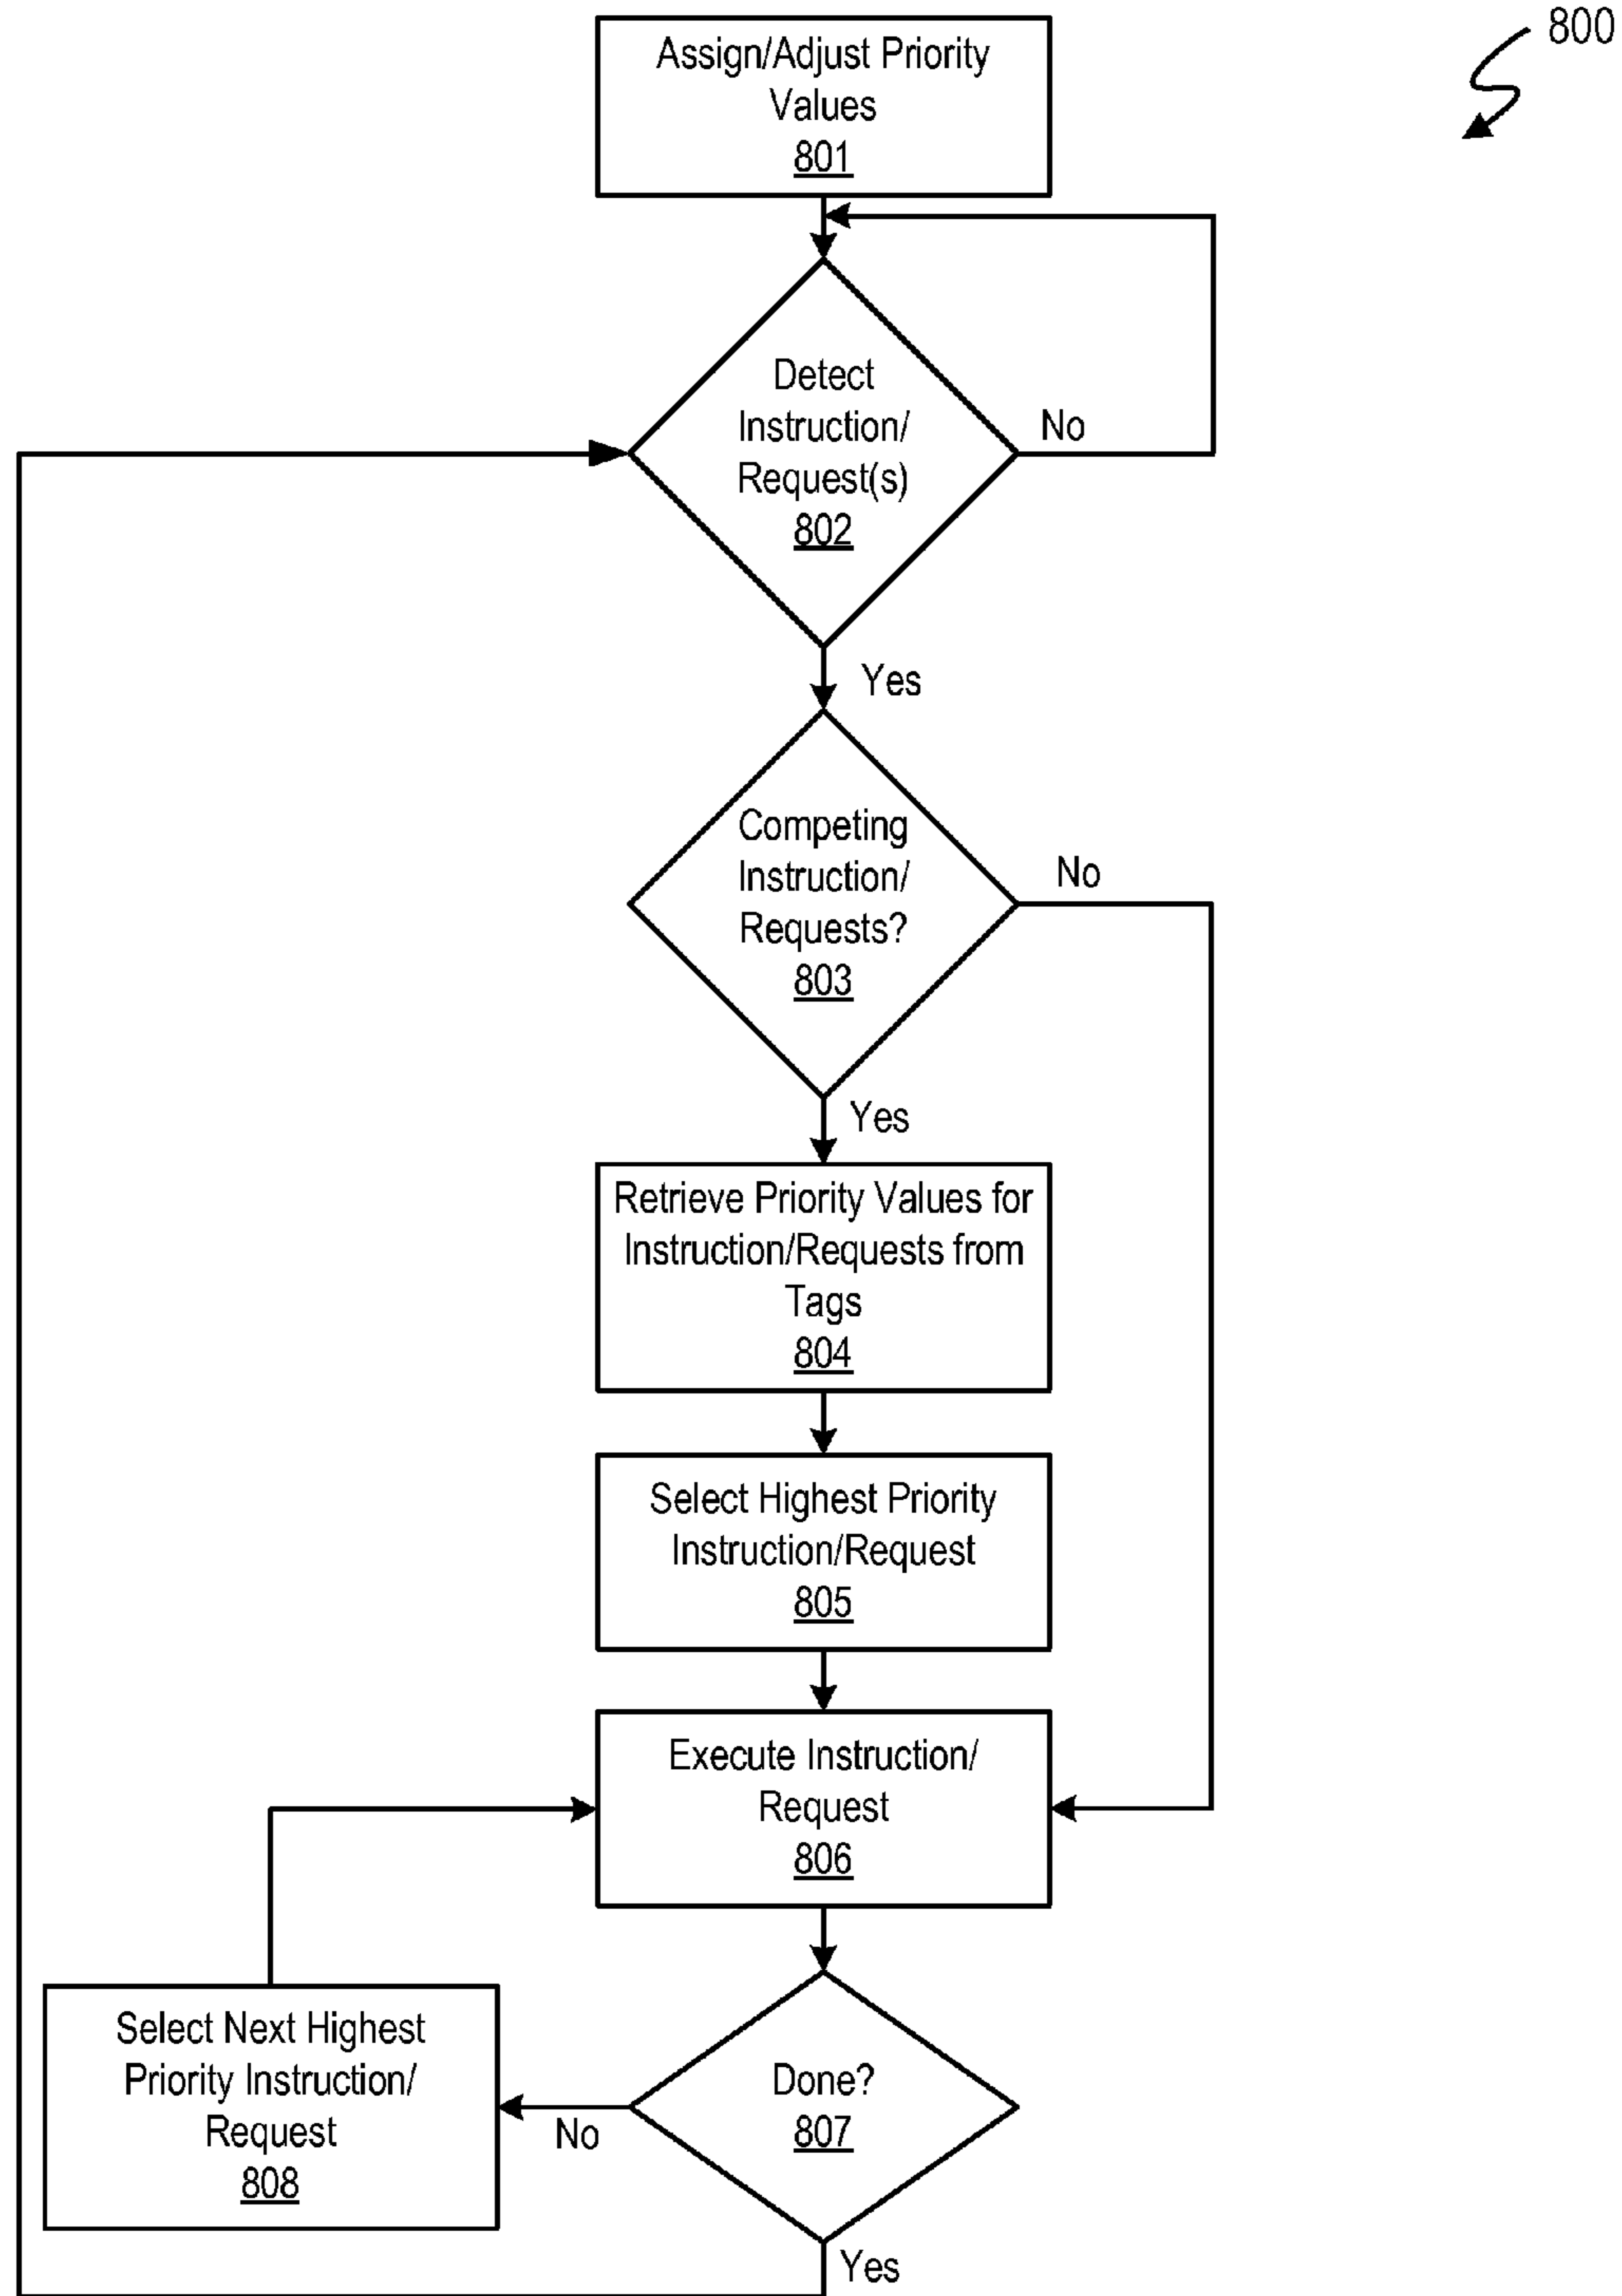 800
Assign/Adjust Priority
Values
801
Detect
Instruction/
Request(s)
802
No
Yes
Competing
Instruction/
Requests?
803
No
Yes
Retrieve Priority Values for
Instruction/Requests from
Tags
804
Select Highest Priority
Instruction/Request
805
Execute Instruction/
Request
806
Select Next Highest
Priority Instruction/
Request
808
No
Done?
807
Yes